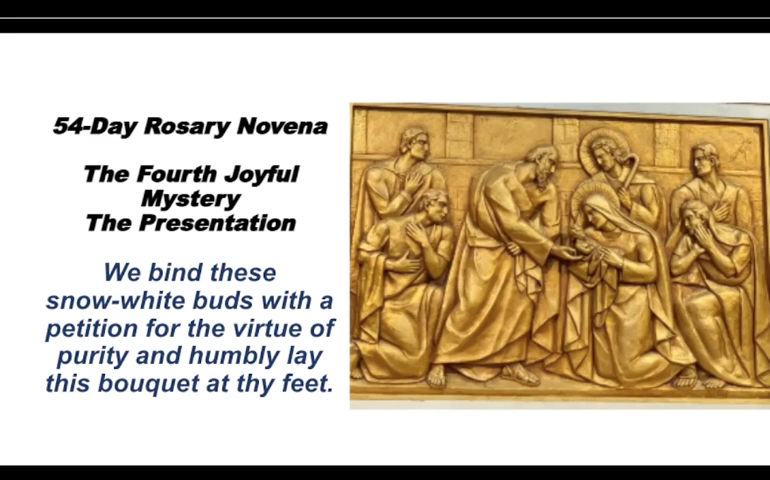 54-Day Rosary Novena
The Fourth Joyful
Mystery
The Presentation
We bind these
snow-white buds with a
petition for the virtue of
purity and humbly lay
this bouquet at thy feet.